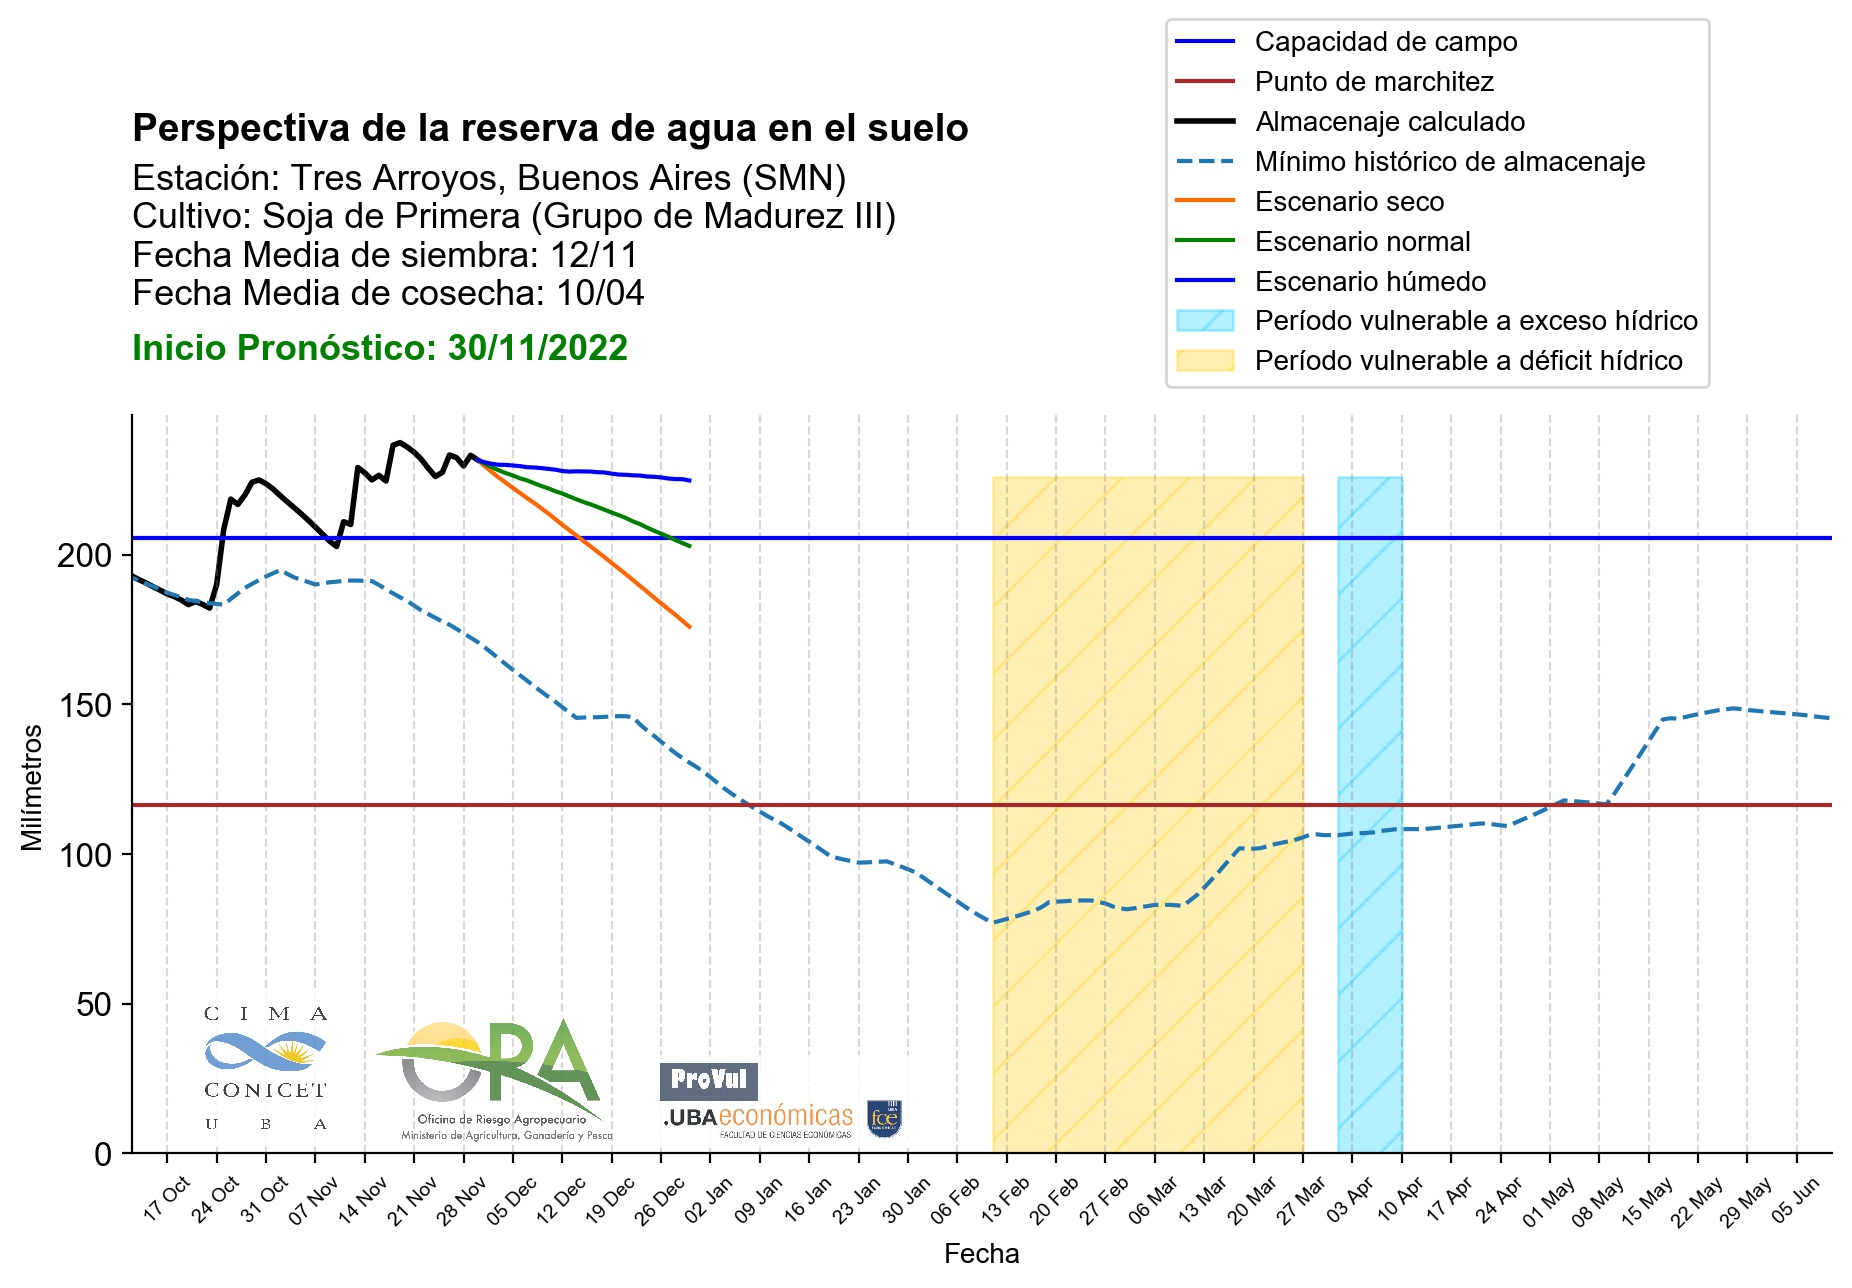 Capacidad de campo
Punto de marchitez
Almacenaje calculado
Mínimo histórico de almacenaje
Escenario seco
Escenario normal
Escenario húmedo
Período vulnerable a exceso hídrico
Período vulnerable a déficit hídrico
Perspectiva de la reserva de agua en el suelo
Estación: Tres Arroyos, Buenos Aires (SMN)
Cultivo: Soja de Primera (Grupo de Madurez III)
Fecha Media de siembra: 12/11
Fecha Media de cosecha: 10/04
Inicio Pronóstico: 30/11/2022
200
150
100
50
0
Milímetros
CIMA
CONICET
UBA
ORA
Oficina de Riesgo Agropecuario
Ministerio de Agricultura, Ganadería y Pesca
ProVul
.UBAeconómicas
FACULTAD DE CIENCIAS ECONÓMICAS
fce
17 Oct
24 Oct
31 Oct
07 Nov
14 Nov
21 Nov
28 Nov
05 Dec
12 Dec
19 Dec
26 Dec
02 Jan
09 Jan
16 Jan
23 Jan
30 Jan
06 Feb
13 Feb
20 Feb
27 Feb
06 Mar
13 Mar
20 Mar
27 Mar
03 Apr
10 Apr
17 Apr
24 Apr
01 May
08 May
15 May
22 May
29 May
05 Jun
Fecha